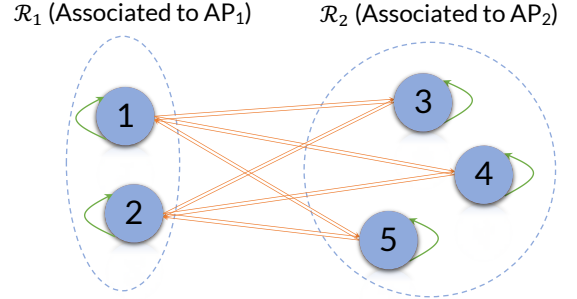 ℛ₁ (Associated to AP₁)
ℛ₂ (Associated to AP₂)
1
3
4
2
5